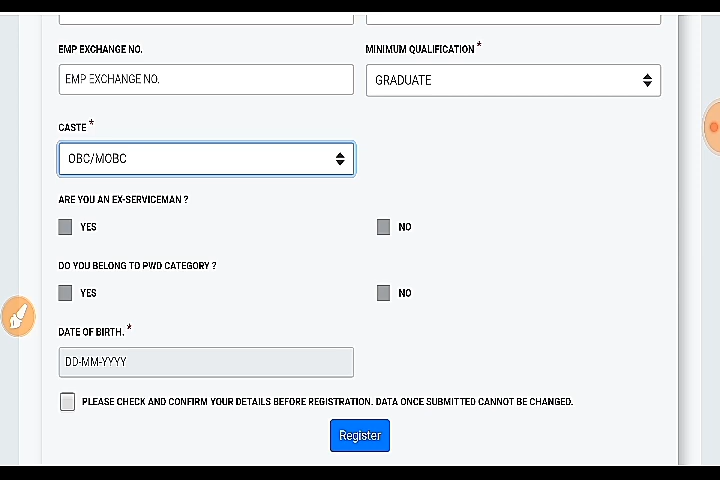 EMP EXCHANGE NO. MINIMUM QUALIFICATION *
EMP EXCHANGE NO. GRADUATE
CASTE *
OBC/MOBC
ARE YOU AN EX-SERVICEMAN ?
YES NO
DO YOU BELONG TO PWD CATEGORY ?
YES NO
DATE OF BIRTH. *
DD-MM-YYYY
PLEASE CHECK AND CONFIRM YOUR DETAILS BEFORE REGISTRATION. DATA ONCE SUBMITTED CANNOT BE CHANGED.
Register